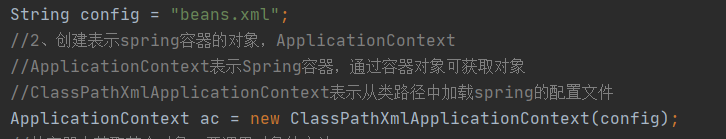 String config = "beans.xml";
//2、创建表示spring容器的对象，ApplicationContext
//ApplicationContext表示Spring容器，通过容器对象可获取对象
//ClassPathXmlApplicationContext表示从类路径中加载spring的配置文件
ApplicationContext ac = new ClassPathXmlApplicationContext(config);